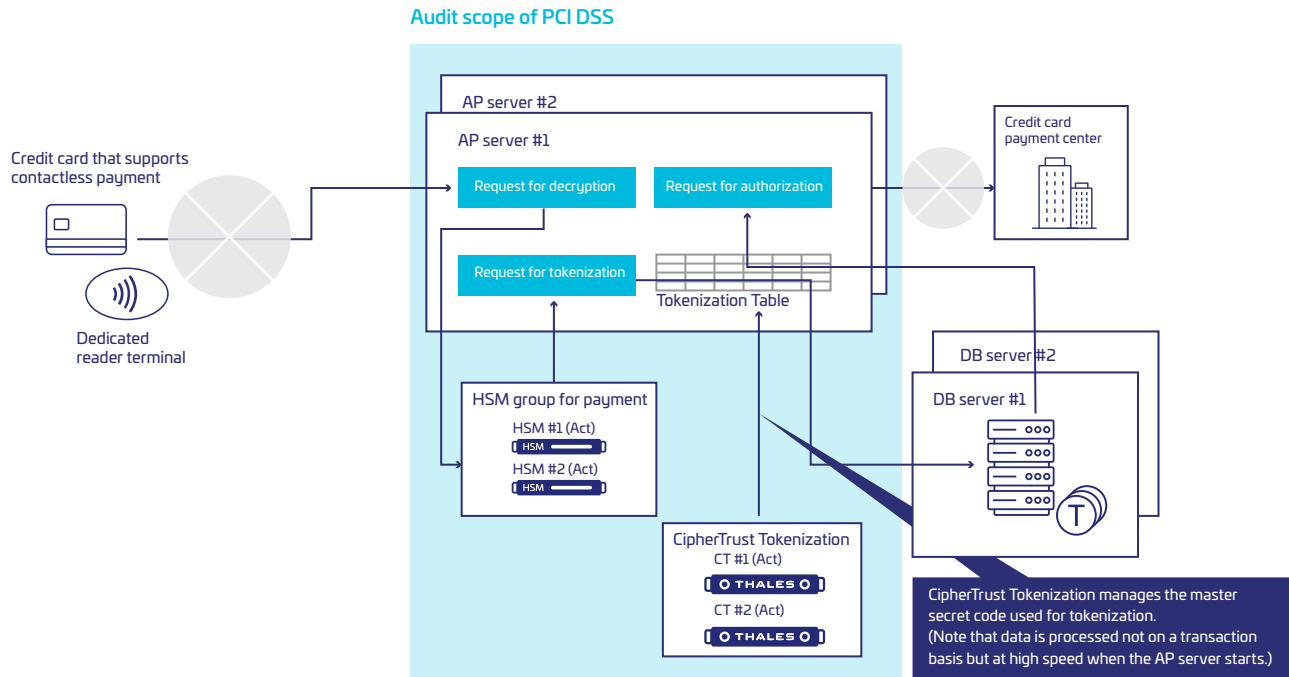 Audit scope of PCI DSS
AP server #2
AP server #1
Credit card that supports
contactless payment
Dedicated
reader terminal
Request for decryption
Request for authorization
Request for tokenization
Tokenization Table
Credit card
payment center
HSM group for payment
HSM #1 (Act)
HSM
HSM #2 (Act)
HSM
CipherTrust Tokenization
CT #1 (Act)
THALES
CT #2 (Act)
THALES
DB server #2
DB server #1
T
CipherTrust Tokenization manages the master
secret code used for tokenization.
(Note that data is processed not on a transaction
basis but at high speed when the AP server starts.)